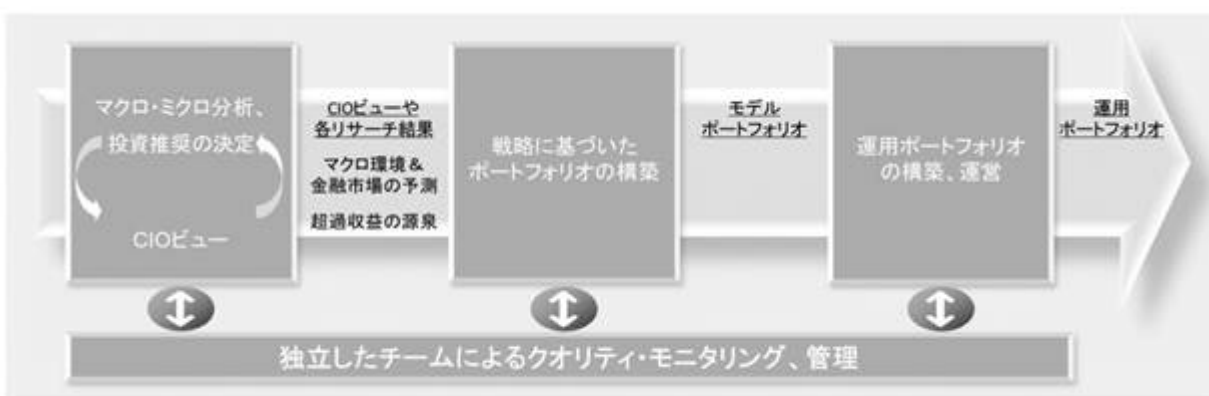 マクロ・ミクロ分析、
投資推奨の決定
CIOビュー
CIOビューや
各リサーチ結果
マクロ環境＆
金融市場の予測
超過収益の源泉
戦略に基づいた
ポートフォリオの構築
モデル
ポートフォリオ
運用ポートフォリオ
の構築、運営
運用
ポートフォリオ
独立したチームによるクオリティ・モニタリング、管理